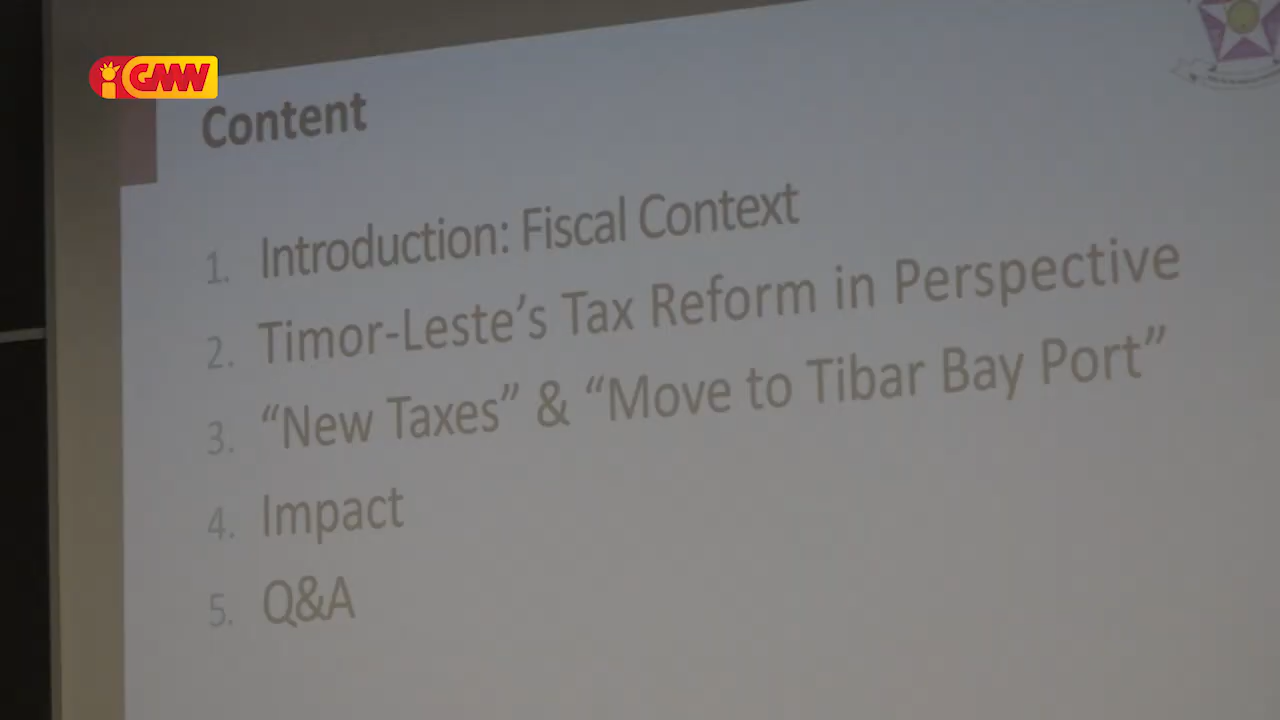 GMN
Content
1. Introduction: Fiscal Context
2. Timor-Leste’s Tax Reform in Perspective
3. “New Taxes” & “Move to Tibar Bay Port”
4. Impact
5. Q&A